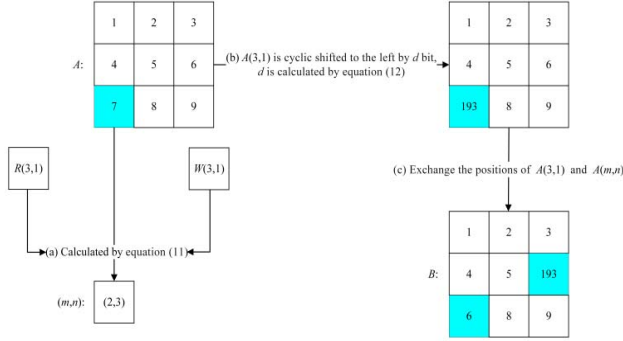 1 2 3
A: 4 5 6
7 8 9
(b) A(3,1) is cyclic shifted to the left by d bit,
d is calculated by equation (12)
1 2 3
4 5 6
193 8 9
R(3,1)
W(3,1)
(a) Calculated by equation (11)
(m,n): (2,3)
(c) Exchange the positions of A(3,1) and A(m,n)
1 2 3
B: 4 5 193
6 8 9